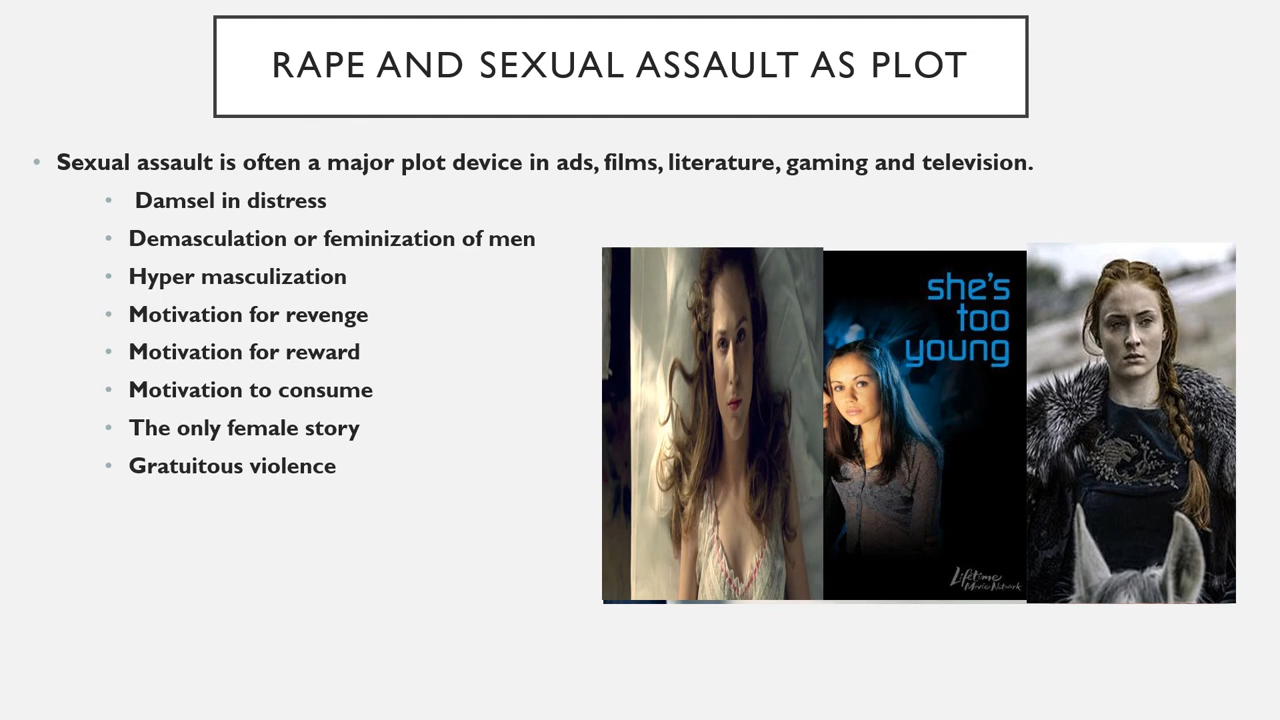 RAPE AND SEXUAL ASSAULT AS PLOT
• Sexual assault is often a major plot device in ads, films, literature, gaming and television.
• Damsel in distress
• Demasculation or feminization of men
• Hyper masculization
• Motivation for revenge
• Motivation for reward
• Motivation to consume
• The only female story
• Gratuitous violence
she's
too
young
Lifetime
Movie Network